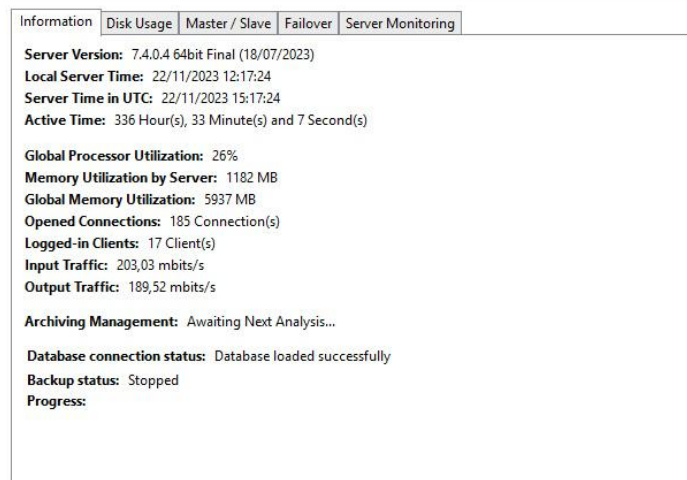 Information Disk Usage Master / Slave Failover Server Monitoring
Server Version: 7.4.0.4 64bit Final (18/07/2023)
Local Server Time: 22/11/2023 12:17:24
Server Time in UTC: 22/11/2023 15:17:24
Active Time: 336 Hour(s), 33 Minute(s) and 7 Second(s)
Global Processor Utilization: 26%
Memory Utilization by Server: 1182 MB
Global Memory Utilization: 5937 MB
Opened Connections: 185 Connection(s)
Logged-in Clients: 17 Client(s)
Input Traffic: 203,03 mbits/s
Output Traffic: 189,52 mbits/s
Archiving Management: Awaiting Next Analysis...
Database connection status: Database loaded successfully
Backup status: Stopped
Progress: